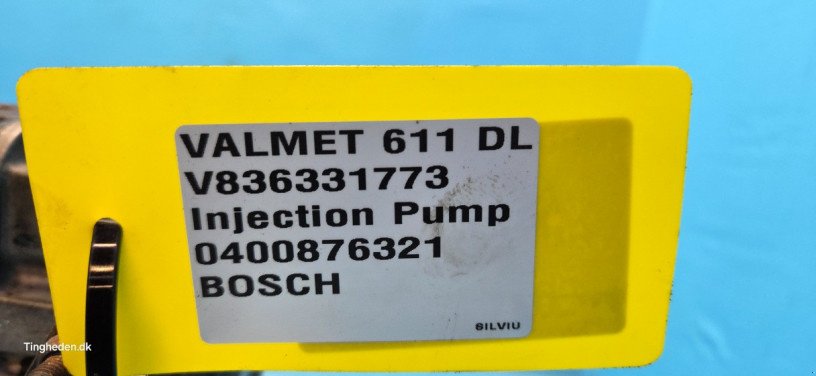 VALMET 611 DL
V836331773
Injection Pump
0400876321
BOSCH
SILVIU
Tingheden.dk